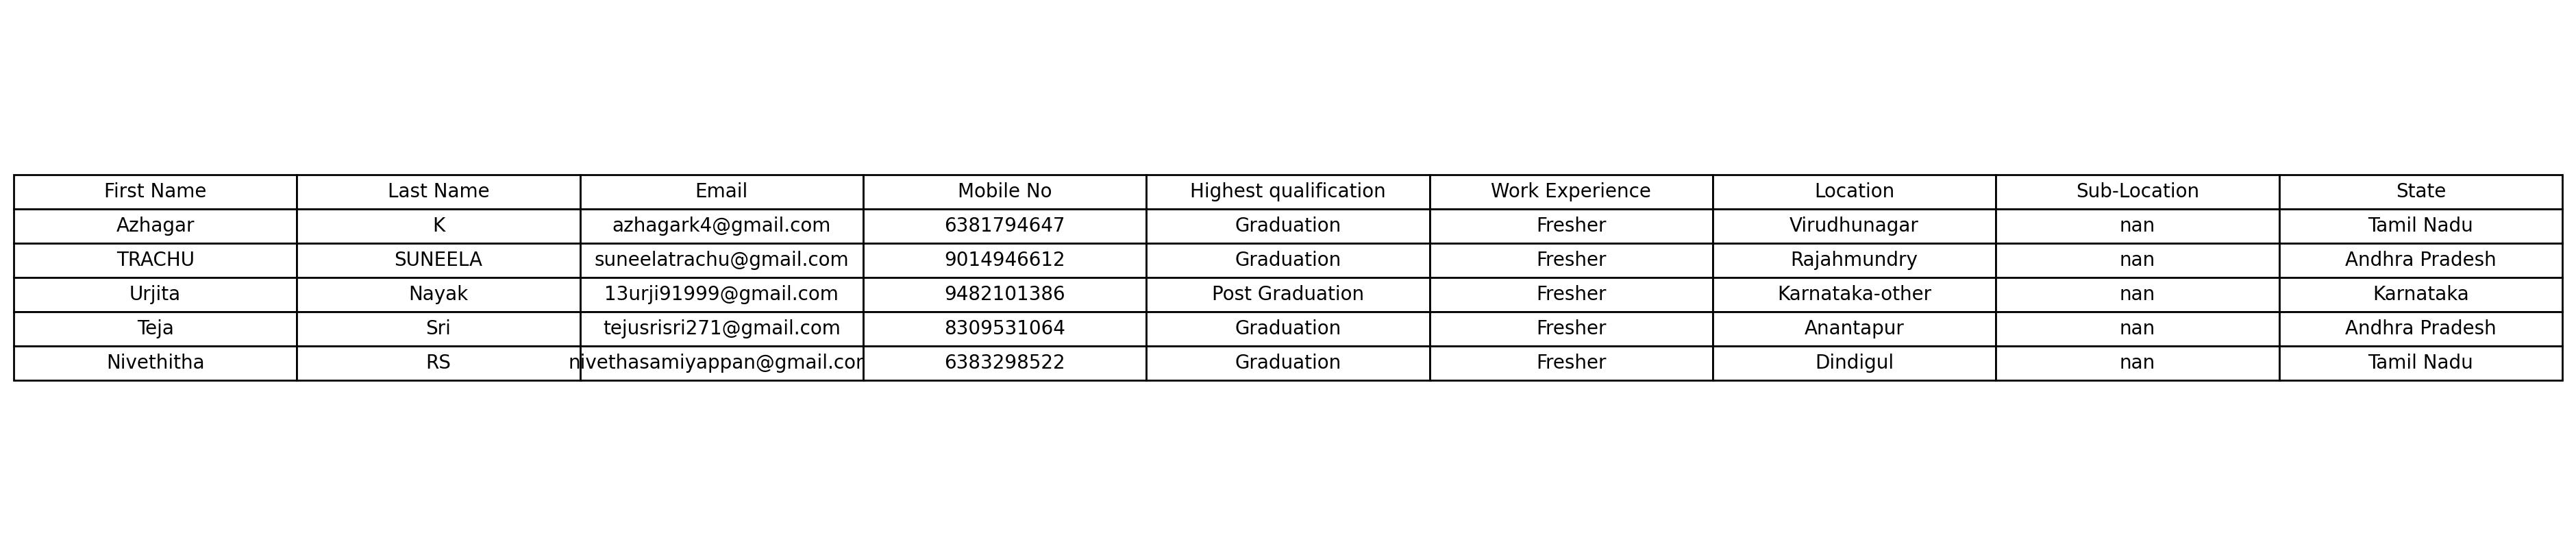 First Name Last Name Email Mobile No Highest qualification Work Experience Location Sub-Location State
Azhagar K azhagark4@gmail.com 6381794647 Graduation Fresher Virudhunagar nan Tamil Nadu
TRACHU SUNEELA suneelatrachu@gmail.com 9014946612 Graduation Fresher Rajahmundry nan Andhra Pradesh
Urjita Nayak 13urji91999@gmail.com 9482101386 Post Graduation Fresher Karnataka-other nan Karnataka
Teja Sri tejusrisri271@gmail.com 8309531064 Graduation Fresher Anantapur nan Andhra Pradesh
Nivethitha RS nivethasamiyappan@gmail.com 6383298522 Graduation Fresher Dindigul nan Tamil Nadu